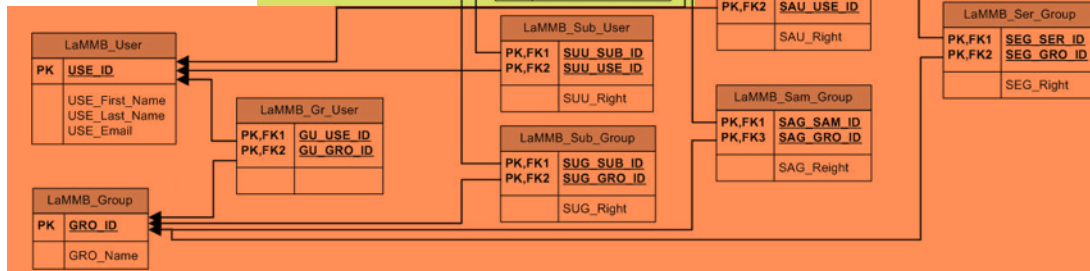 PK,FK2 SAU_USE_ID
SAU_Right
LaMMB_User
PK USE_ID
USE_First_Name
USE_Last_Name
USE_Email
LaMMB_Sub_User
PK,FK1 SUU_SUB_ID
PK,FK2 SUU_USE_ID
SUU_Right
LaMMB_Ser_Group
PK,FK1 SEG_SER_ID
PK,FK2 SEG_GRO_ID
SEG_Right
LaMMB_Gr_User
PK,FK1 GU_USE_ID
PK,FK2 GU_GRO_ID
LaMMB_Sam_Group
PK,FK1 SAG_SAM_ID
PK,FK3 SAG_GRO_ID
SAG_Reight
LaMMB_Sub_Group
PK,FK1 SUG_SUB_ID
PK,FK2 SUG_GRO_ID
SUG_Right
LaMMB_Group
PK GRO_ID
GRO_Name